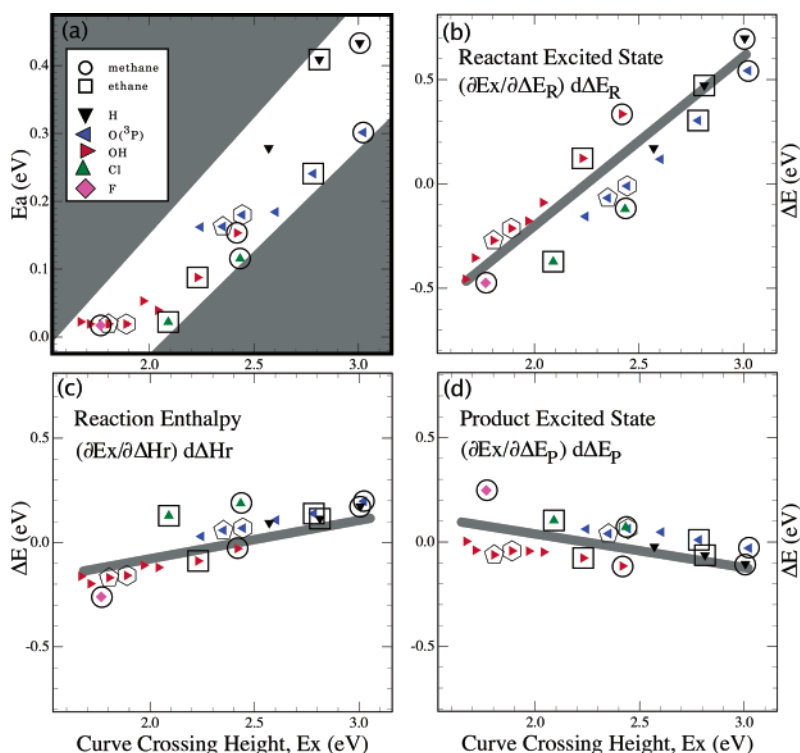 (a)
methane
ethane
H
O(³P)
OH
Cl
F
Ea (eV)
0.4
0.3
0.2
0.1
0.0
2.0
2.5
3.0
(b)
Reactant Excited State
(∂Ex/∂ΔE_R) dΔE_R
0.5
0.0
-0.5
ΔE (eV)
2.0
2.5
3.0
(c)
Reaction Enthalpy
(∂Ex/∂ΔHr) dΔHr
ΔE (eV)
0.5
0.0
-0.5
2.0
2.5
3.0
Curve Crossing Height, Ex (eV)
(d)
Product Excited State
(∂Ex/∂ΔE_P) dΔE_P
0.5
0.0
-0.5
ΔE (eV)
2.0
2.5
3.0
Curve Crossing Height, Ex (eV)